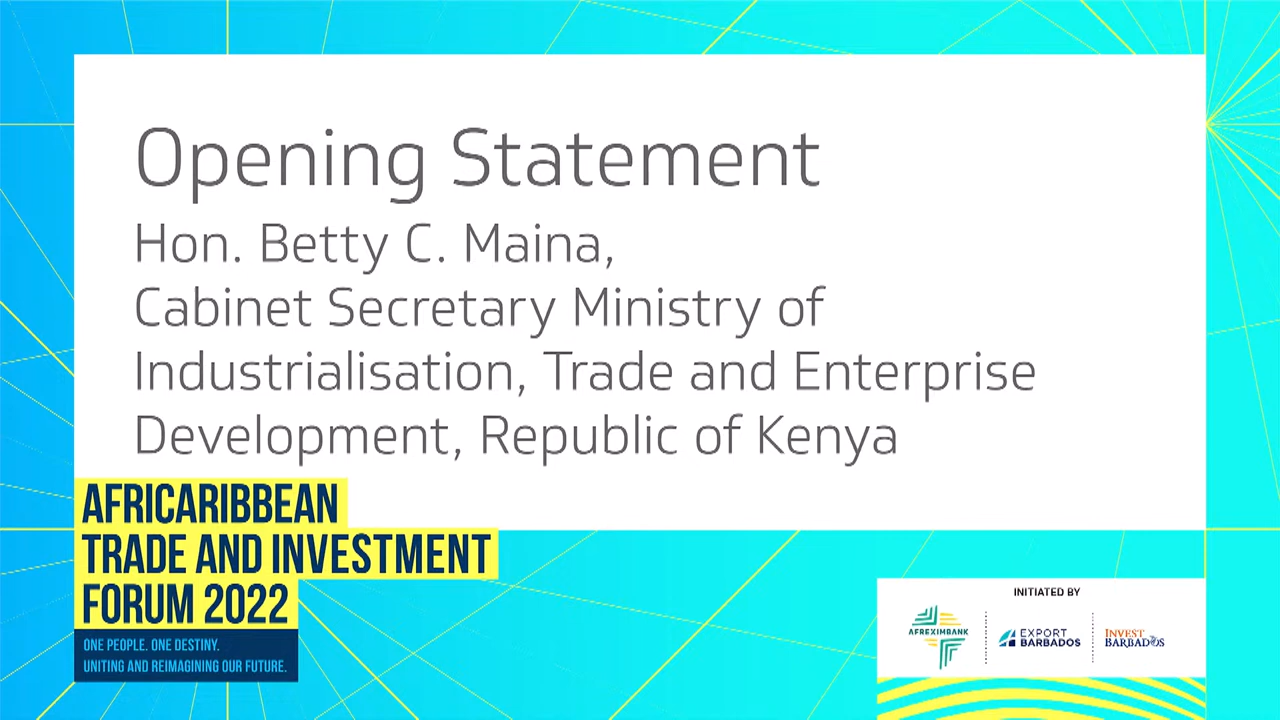 Opening Statement
Hon. Betty C. Maina,
Cabinet Secretary Ministry of
Industrialisation, Trade and Enterprise
Development, Republic of Kenya
AFRICARIBBEAN
TRADE AND INVESTMENT
FORUM 2022
ONE PEOPLE. ONE DESTINY.
UNITING AND REIMAGINING OUR FUTURE.
INITIATED BY
AFREXIMBANK
EXPORT
BARBADOS
INVEST
BARBADOS